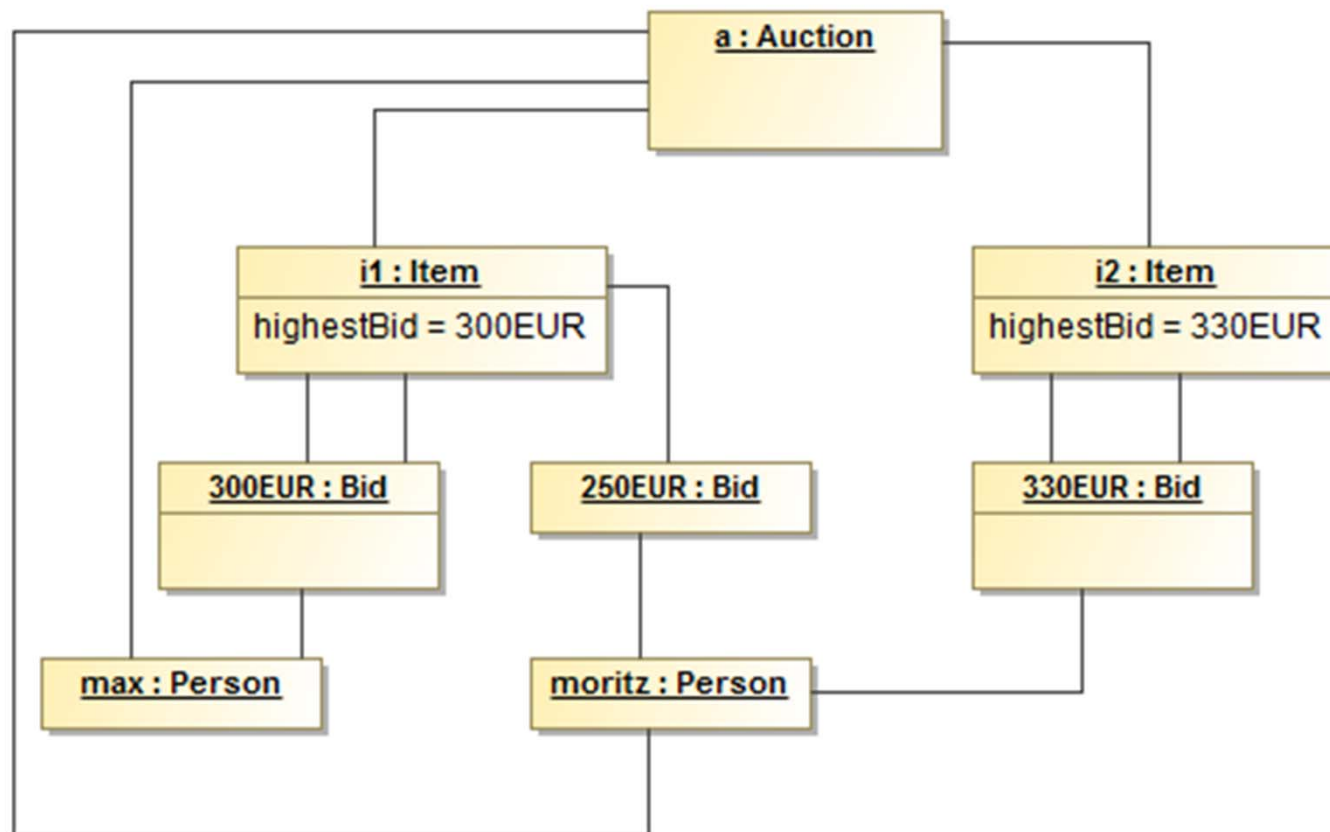 a : Auction
i1 : Item
highestBid = 300EUR
i2 : Item
highestBid = 330EUR
300EUR : Bid
250EUR : Bid
330EUR : Bid
max : Person
moritz : Person